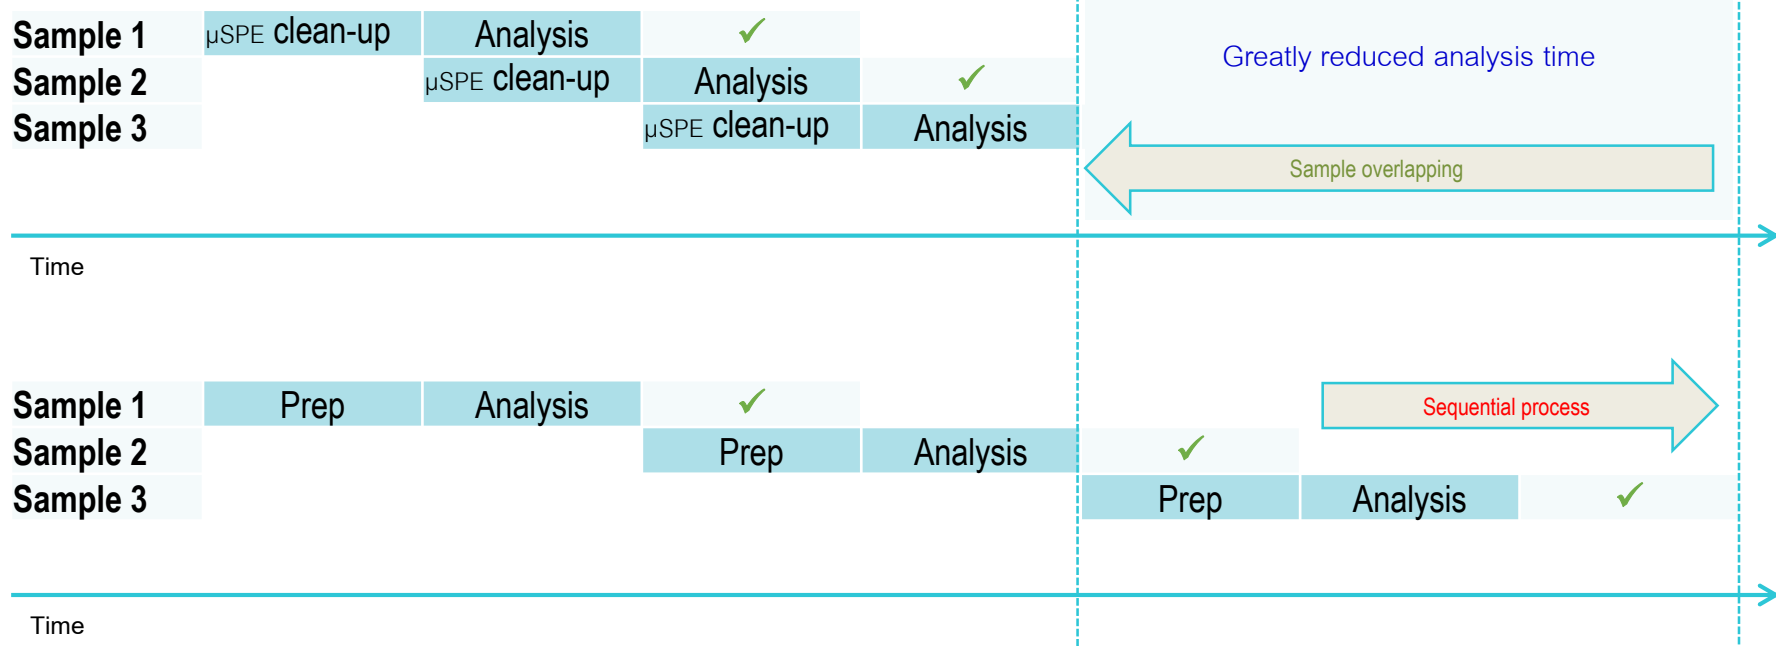 Sample 1 µSPE clean-up Analysis ✓
Greatly reduced analysis time
Sample 2 µSPE clean-up Analysis ✓
Sample 3 µSPE clean-up Analysis
Sample overlapping
Time
Sample 1 Prep Analysis ✓
Sequential process
Sample 2 Prep Analysis ✓
Sample 3 Prep Analysis ✓
Time